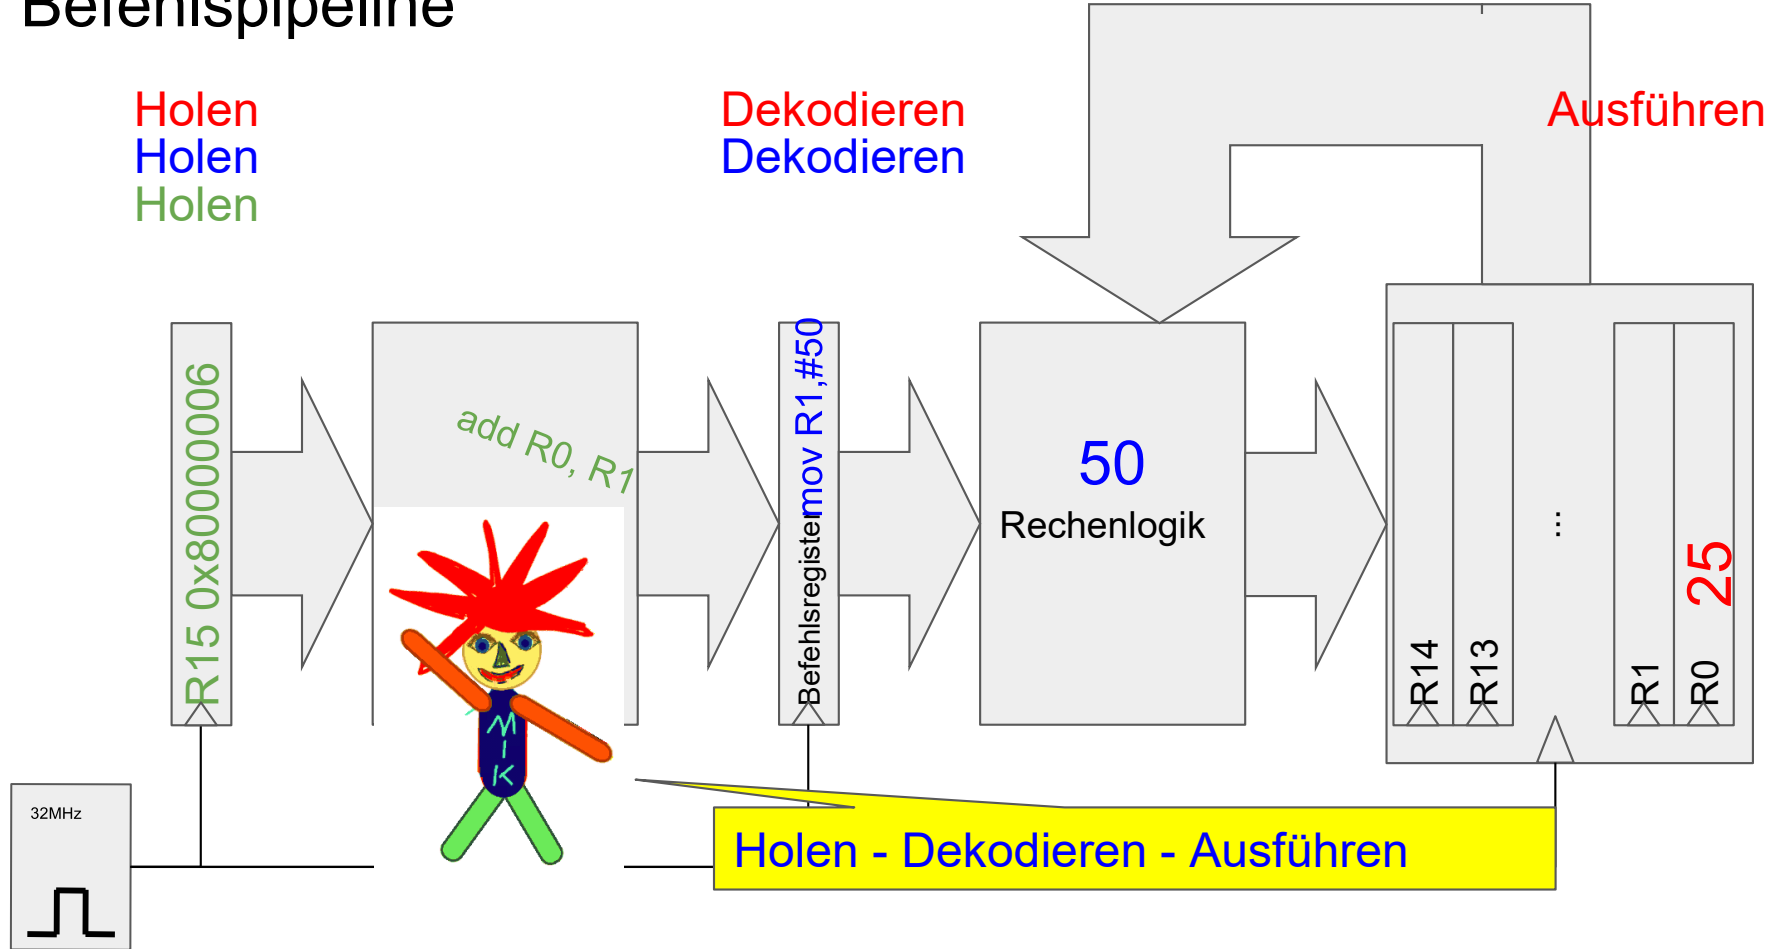 Befehlspipeline
Holen
Holen
Holen
Dekodieren
Dekodieren
Ausführen
R15 0x80000006
add R0, R1
Befehlsregister
mov R1,#50
50
Rechenlogik
R14
R13
...
R1
R0
25
MIK
32MHz
Holen - Dekodieren - Ausführen